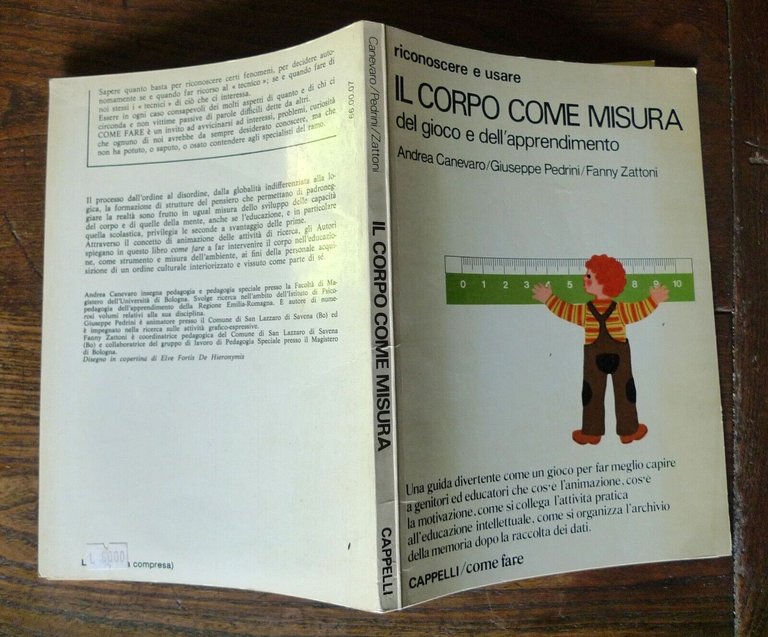 Sapere quanto basta per riconoscere certi fenomeni, per decidere auto-
nomamente se e quando far ricorso al « tecnico »; se e quando fare di
noi stessi i « tecnici » di ciò che ci interessa.
Essere in ogni caso consapevoli dei molti aspetti di quanto e di chi ci
circonda e non vittime passive di parole difficili dette da altri.
COME FARE è un invito ad avvicinarsi ad interessi, problemi, curiosità
che ognuno di noi avrebbe da sempre desiderato conoscere, ma che
non ha potuto, o saputo, o osato contendere agli specialisti del ramo.
Il processo dall'ordine al disordine, dalla globalità indifferenziata alla lo-
gica, la formazione di strutture del pensiero che permettano di padroneg-
giare la realtà sono frutto in ugual misura dello sviluppo delle capacità
del corpo e di quelle della mente, anche se l'educazione, e in particolare
quella scolastica, privilegia le seconde a svantaggio delle prime.
Attraverso il concetto di animazione delle attività di ricerca, gli Autori
spiegano in questo libro come fare a far intervenire il corpo nell'educazio-
ne, come strumento e misura dell'ambiente, ai fini della personale acqui-
sizione di un ordine culturale interiorizzato e vissuto come parte di sé.
Andrea Canevaro insegna pedagogia e pedagogia speciale presso la Facoltà di Ma-
gistero dell'Università di Bologna. Svolge ricerca nell'ambito dell'Istituto di Psico-
pedagogia dell'apprendimento della Regione Emilia-Romagna. È autore di nume-
rosi volumi relativi alla sua disciplina.
Giuseppe Pedrini è animatore presso il Comune di San Lazzaro di Savena (Bo) ed
è impegnato nella ricerca sulle attività grafico-espressive.
Fanny Zattoni è coordinatrice pedagogica del Comune di San Lazzaro di Savena
(Bo) e collaboratrice del gruppo di lavoro di Pedagogia Speciale presso il Magistero
di Bologna.
Disegno in copertina di Elve Fortis De Hieronymis
L. 6000
compresa)
Canevaro/Pedrini/Zattoni
IL CORPO COME MISURA
CAPPELLI
riconoscere e usare
IL CORPO COME MISURA
del gioco e dell'apprendimento
Andrea Canevaro/Giuseppe Pedrini/Fanny Zattoni
0 1 2 3 8 9 10
Una guida divertente come un gioco per far meglio capire
a genitori ed educatori che cos'è l'animazione, cos'è
la motivazione, come si collega l'attività pratica
all'educazione intellettuale, come si organizza l'archivio
della memoria dopo la raccolta dei dati.
CAPPELLI/come fare